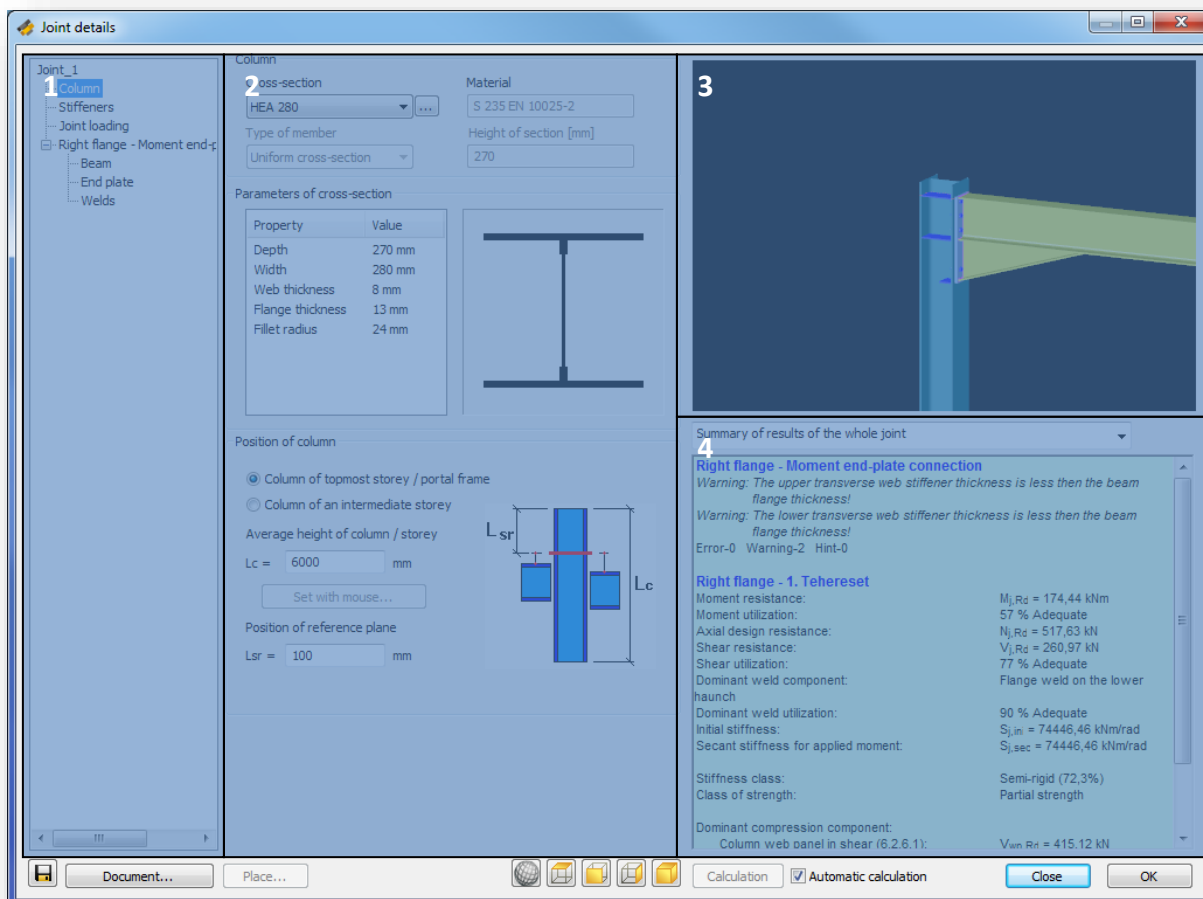 Joint details
1
Joint_1
Column
Stiffeners
Joint loading
Right flange - Moment end-p
Beam
End plate
Welds
2
Column
Cross-section
Material
HEA 280
...
S 235 EN 10025-2
Type of member
Height of section [mm]
Uniform cross-section
270
Parameters of cross-section
Property Value
Depth 270 mm
Width 280 mm
Web thickness 8 mm
Flange thickness 13 mm
Fillet radius 24 mm
Position of column
Column of topmost storey / portal frame
Column of an intermediate storey
Average height of column / storey
Lc = 6000 mm
Set with mouse...
Position of reference plane
Lsr = 100 mm
Lsr
Lc
3
4
Summary of results of the whole joint
Right flange - Moment end-plate connection
Warning: The upper transverse web stiffener thickness is less then the beam
flange thickness!
Warning: The lower transverse web stiffener thickness is less then the beam
flange thickness!
Error-0 Warning-2 Hint-0
Right flange - 1. Tehereset
Moment resistance: Mj,Rd = 174,44 kNm
Moment utilization: 57 % Adequate
Axial design resistance: Nj,Rd = 517,63 kN
Shear resistance: Vj,Rd = 260,97 kN
Shear utilization: 77 % Adequate
Dominant weld component: Flange weld on the lower
haunch
Dominant weld utilization: 90 % Adequate
Initial stiffness: Sj,ini = 74446,46 kNm/rad
Secant stiffness for applied moment: Sj,sec = 74446,46 kNm/rad
Stiffness class: Semi-rigid (72,3%)
Class of strength: Partial strength
Dominant compression component:
Column web panel in shear (6.2.6.1): Vwp,Rd = 415,12 kN
Document...
Place...
Calculation
Automatic calculation
Close
OK